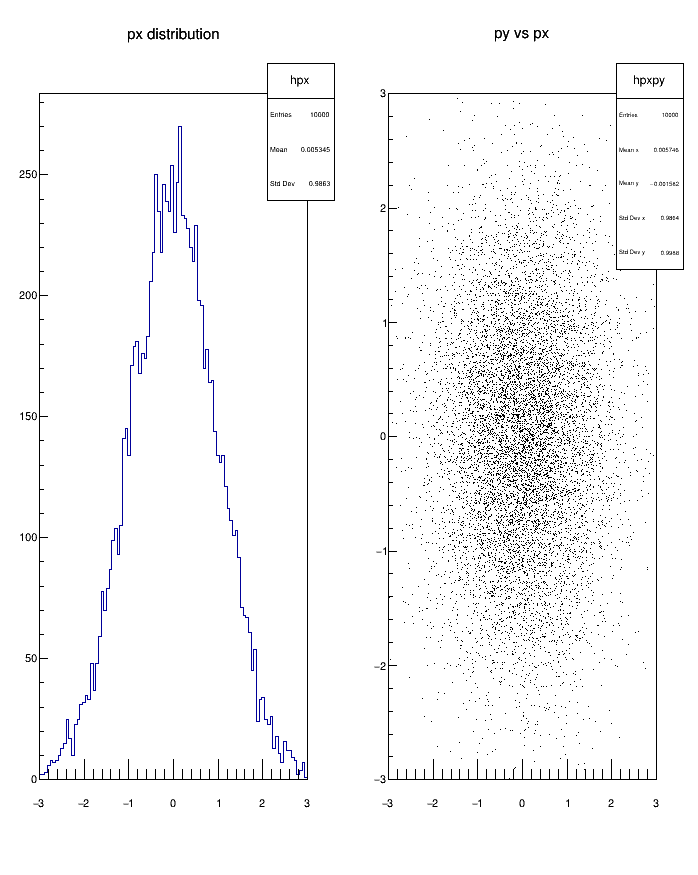 px distribution
hpx
Entries 10000
Mean 0.005345
Std Dev 0.9863
250
200
150
100
50
0
−3 −2 −1 0 1 2 3
py vs px
hpxpy
Entries 10000
Mean x 0.005746
Mean y −0.001582
Std Dev x 0.9864
Std Dev y 0.9988
3
2
1
0
−1
−2
−3
−3 −2 −1 0 1 2 3